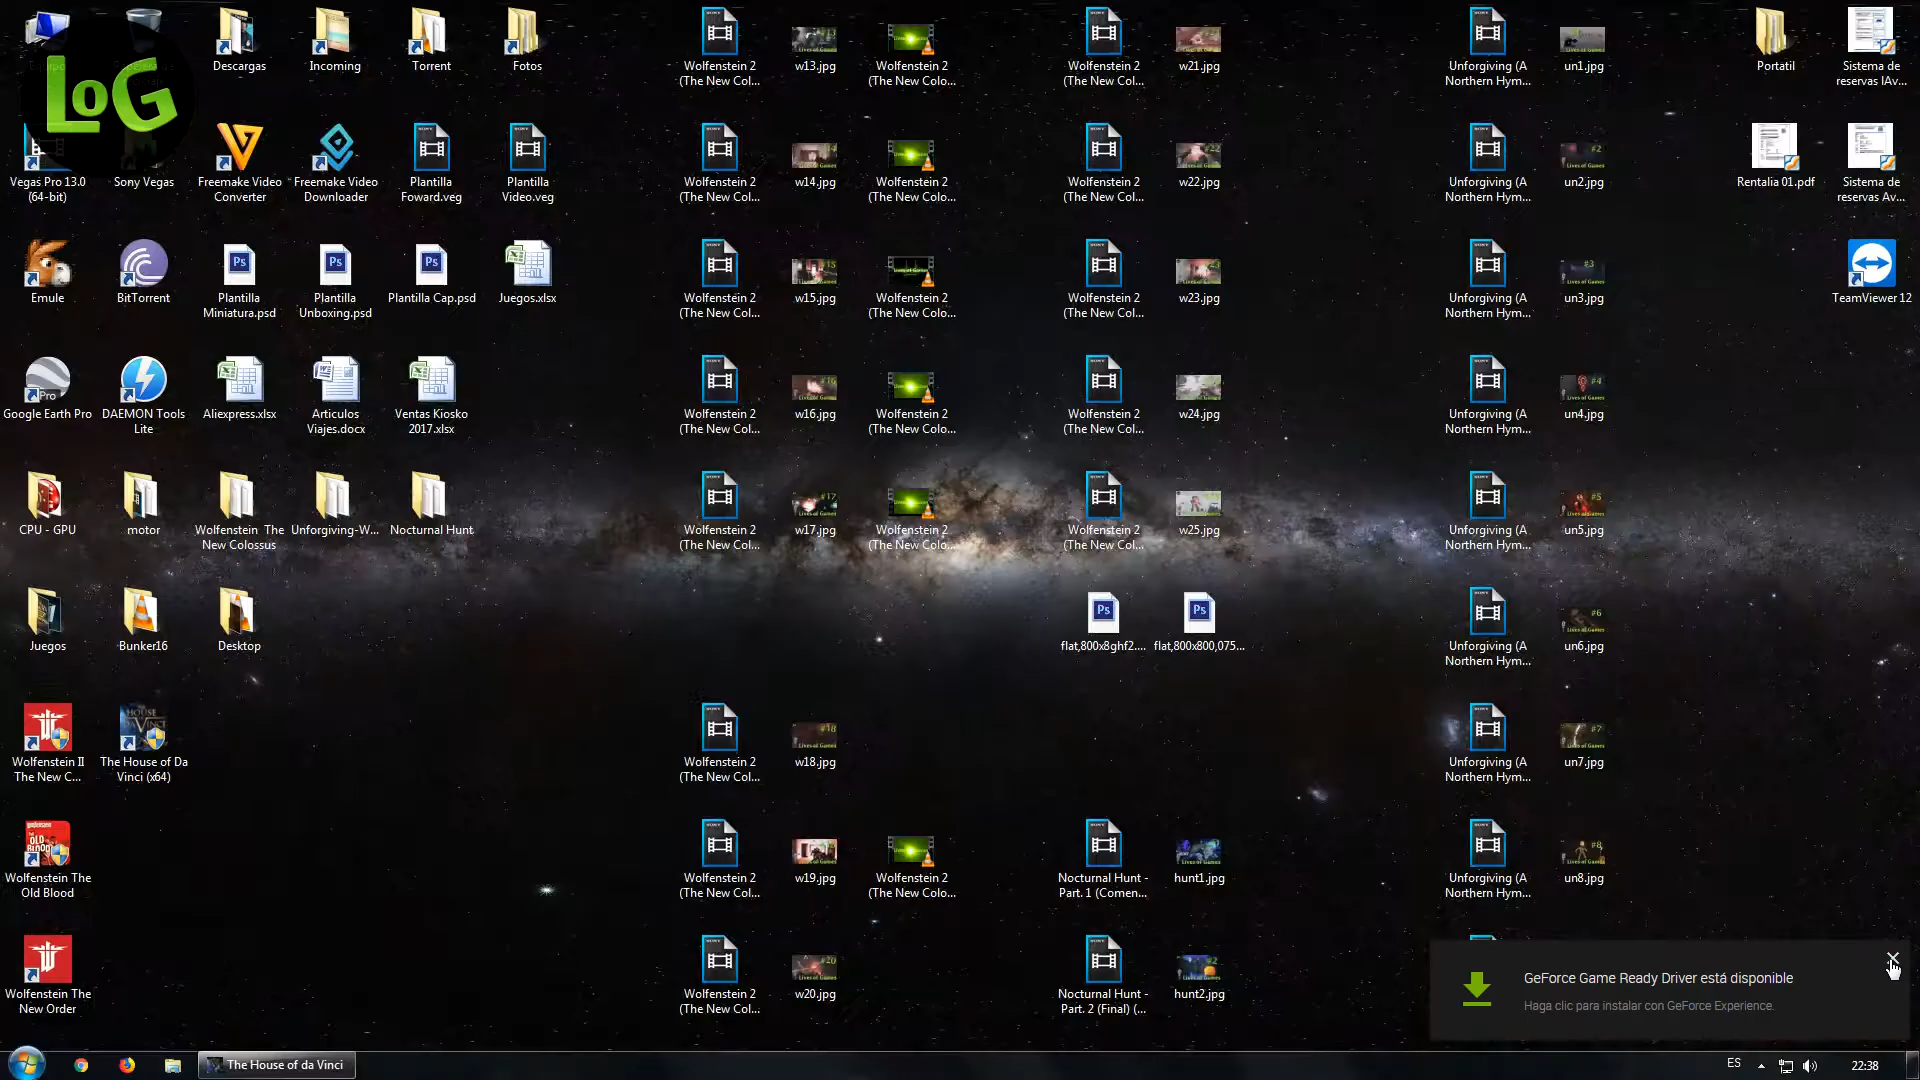 LoG
Descargas
Incoming
Torrent
Fotos
Wolfenstein 2
(The New Col...
w13.jpg
Wolfenstein 2
(The New Colo...
Wolfenstein 2
(The New Col...
w21.jpg
Unforgiving (A
Northern Hym...
un1.jpg
Portatil
Sistema de
reservas IAv...
Vegas Pro 13.0
(64-bit)
Sony Vegas
Freemake Video
Converter
Freemake Video
Downloader
Plantilla
Foward.veg
Plantilla
Video.veg
Wolfenstein 2
(The New Col...
w14.jpg
Wolfenstein 2
(The New Colo...
Wolfenstein 2
(The New Col...
w22.jpg
Unforgiving (A
Northern Hym...
un2.jpg
Rentalia 01.pdf
Sistema de
reservas Av...
Emule
BitTorrent
Plantilla
Miniatura.psd
Plantilla
Unboxing.psd
Plantilla Cap.psd
Juegos.xlsx
Wolfenstein 2
(The New Col...
w15.jpg
Wolfenstein 2
(The New Colo...
Wolfenstein 2
(The New Col...
w23.jpg
Unforgiving (A
Northern Hym...
un3.jpg
TeamViewer 12
Google Earth Pro
DAEMON Tools
Lite
Aliexpress.xlsx
Articulos
Viajes.docx
Ventas Kiosko
2017.xlsx
Wolfenstein 2
(The New Col...
w16.jpg
Wolfenstein 2
(The New Colo...
Wolfenstein 2
(The New Col...
w24.jpg
Unforgiving (A
Northern Hym...
un4.jpg
CPU - GPU
motor
Wolfenstein The
New Colossus
Unforgiving-W...
Nocturnal Hunt
Wolfenstein 2
(The New Col...
w17.jpg
Wolfenstein 2
(The New Colo...
Wolfenstein 2
(The New Col...
w25.jpg
Unforgiving (A
Northern Hym...
un5.jpg
Juegos
Bunker16
Desktop
flat,800x8ghf2....
flat,800x800,075...
Unforgiving (A
Northern Hym...
un6.jpg
Wolfenstein II
The New C...
The House of Da
Vinci (x64)
Wolfenstein 2
(The New Col...
w18.jpg
Unforgiving (A
Northern Hym...
un7.jpg
Wolfenstein The
Old Blood
Wolfenstein 2
(The New Col...
w19.jpg
Wolfenstein 2
(The New Colo...
Nocturnal Hunt -
Part. 1 (Comen...
hunt1.jpg
Unforgiving (A
Northern Hym...
un8.jpg
Wolfenstein The
New Order
Wolfenstein 2
(The New Col...
w20.jpg
Nocturnal Hunt -
Part. 2 (Final) (...
hunt2.jpg
GeForce Game Ready Driver está disponible
Haga clic para instalar con GeForce Experience.
The House of da Vinci
ES
22:38